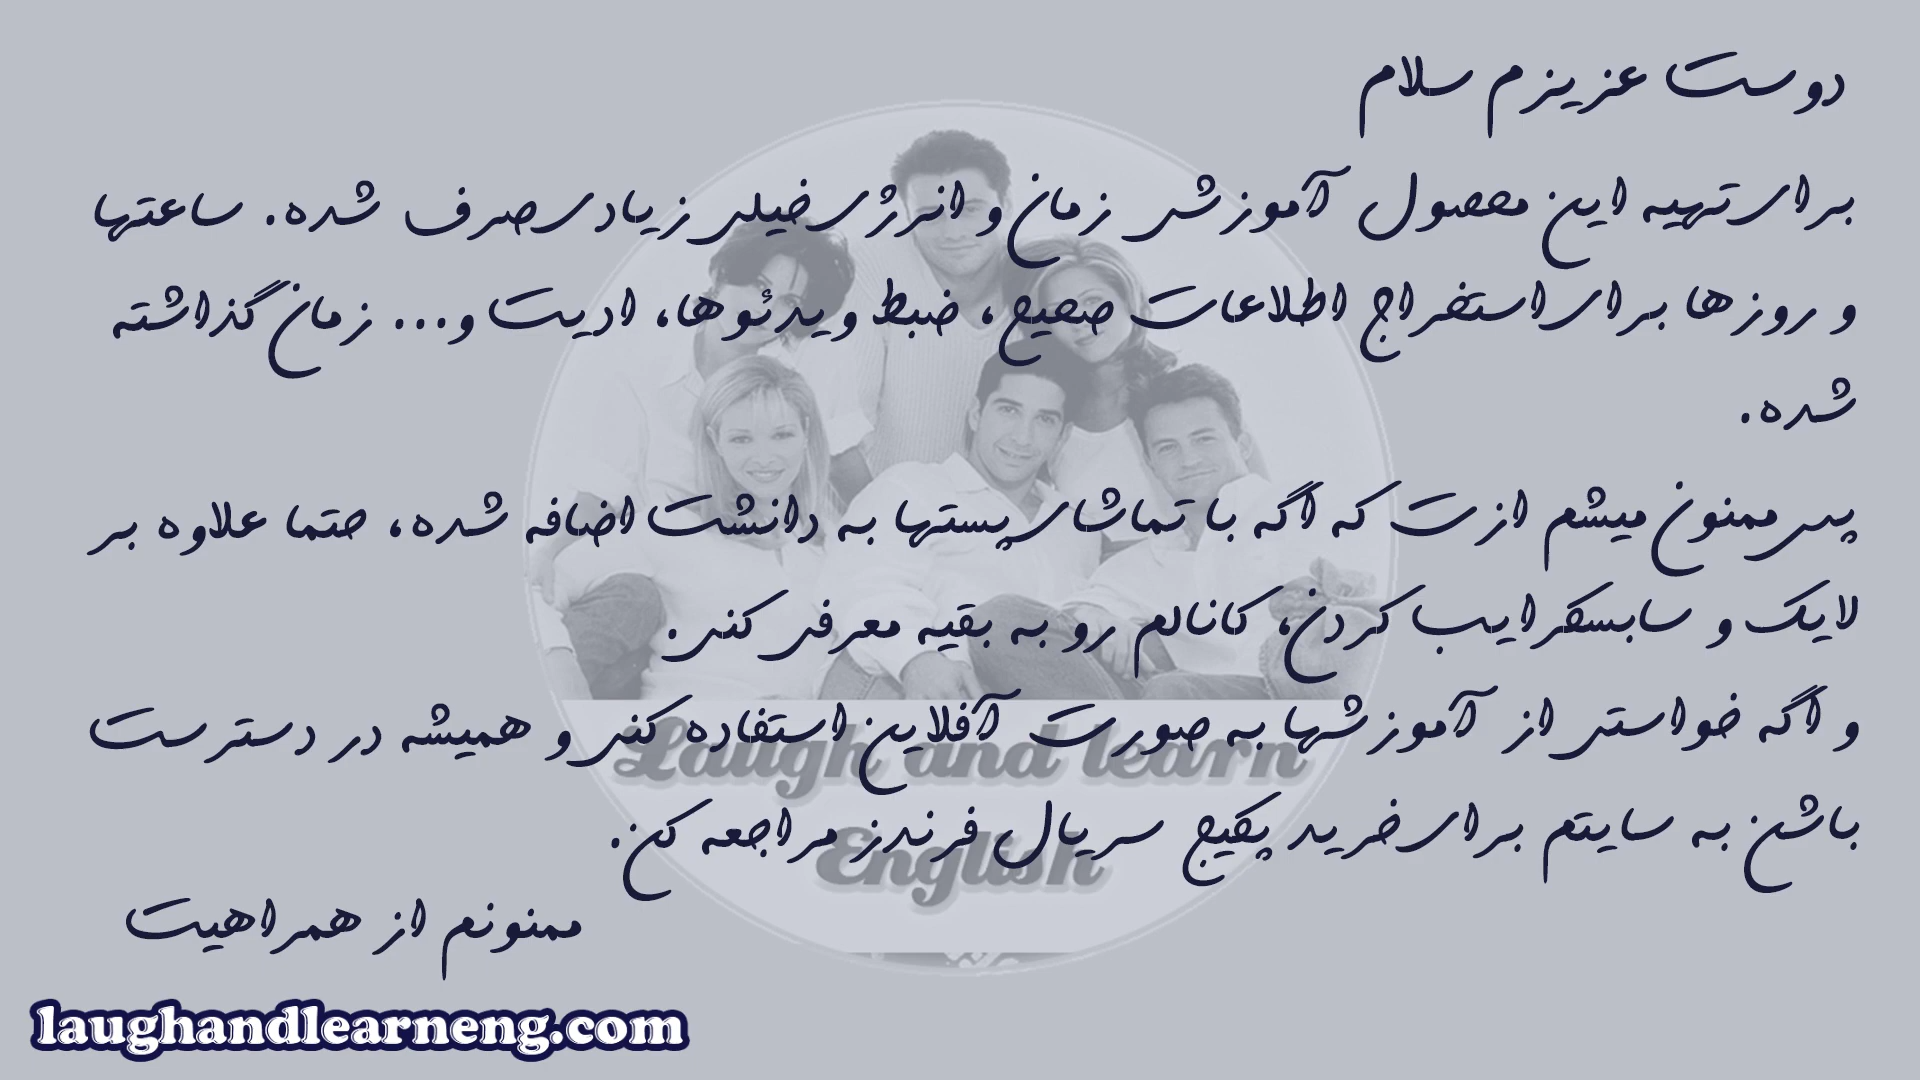 دوست عزیزم سلام
برای تهیه این محصول آموزشی زمان و انرژی خیلی زیادی صرف شده. ساعتها
و روزها برای استخراج اطلاعات صحیح، ضبط ویدئوها، ادیت و... زمان گذاشته
شده.
پس ممنون میشم ازت که اگه با تماشای پستها به دانشت اضافه شده، حتما علاوه بر
لایک و سابسکرایب کردن، کانالم رو به بقیه معرفی کنی.
و اگه خواستی از آموزشها به صورت آفلاین استفاده کنی و همیشه در دسترست
باشن به سایتم برای خرید پکیج سریال فرندز مراجعه کن.
ممنونم از همراهیت
Laugh and learn
English
laughandlearneng.com